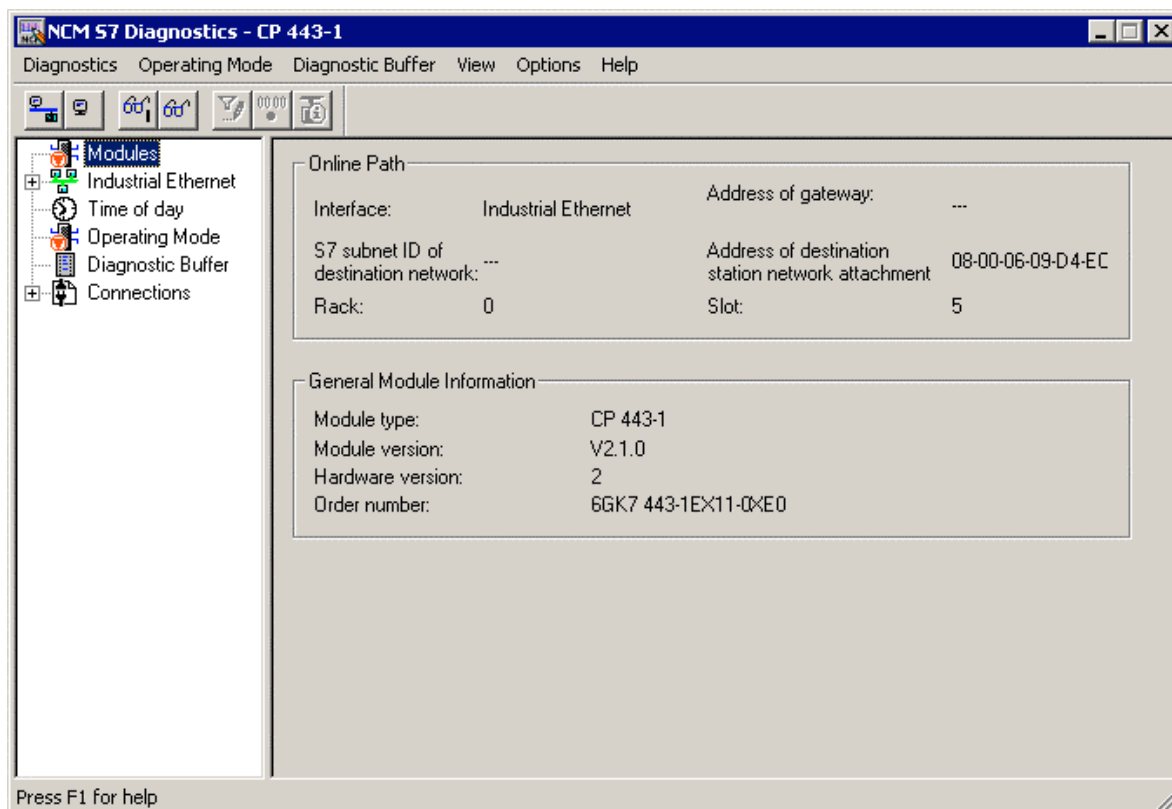 NCM S7 Diagnostics - CP 443-1
Diagnostics Operating Mode Diagnostic Buffer View Options Help
Modules
Industrial Ethernet
Time of day
Operating Mode
Diagnostic Buffer
Connections
Online Path
Interface: Industrial Ethernet
Address of gateway: ---
S7 subnet ID of
destination network: ---
Address of destination
station network attachment 08-00-06-09-D4-EC
Rack: 0
Slot: 5
General Module Information
Module type: CP 443-1
Module version: V2.1.0
Hardware version: 2
Order number: 6GK7 443-1EX11-0XE0
Press F1 for help